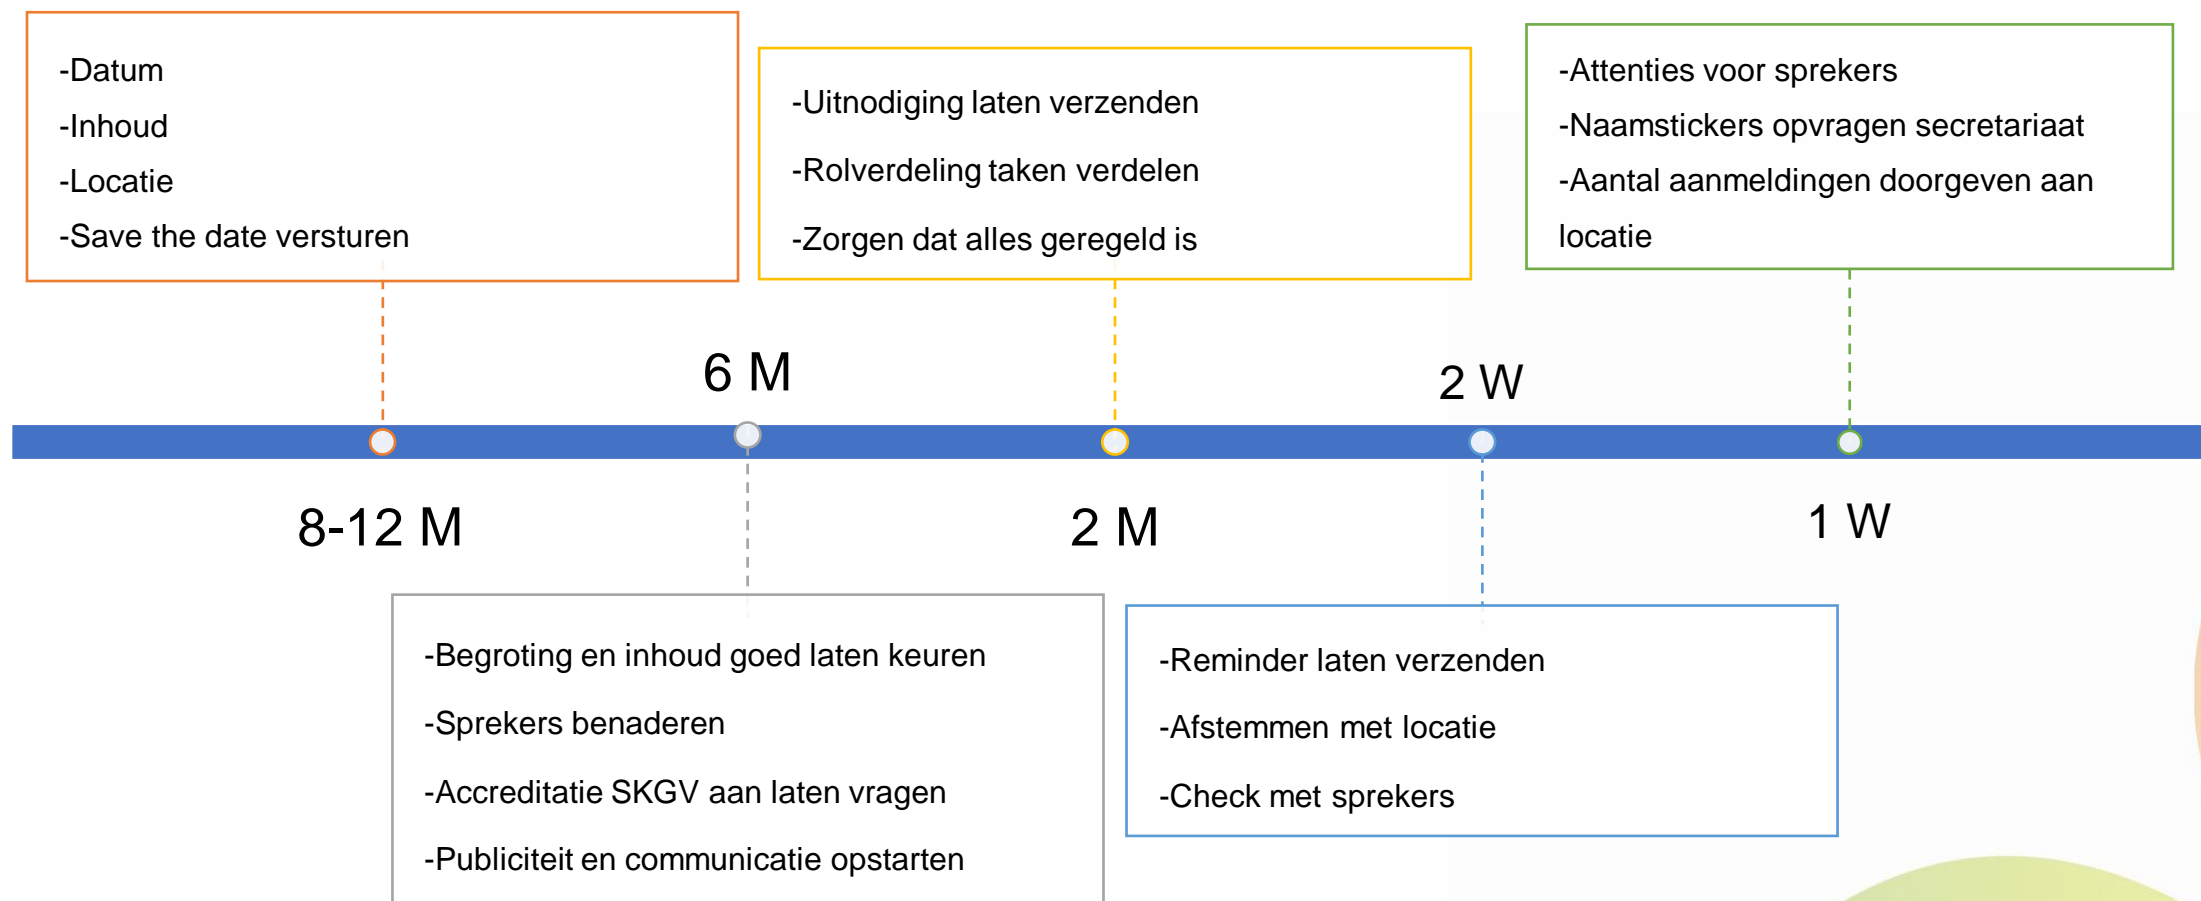 -Datum
-Inhoud
-Locatie
-Save the date versturen
-Uitnodiging laten verzenden
-Rolverdeling taken verdelen
-Zorgen dat alles geregeld is
-Attenties voor sprekers
-Naamstickers opvragen secretariaat
-Aantal aanmeldingen doorgeven aan
locatie
6 M
2 W
8-12 M
2 M
1 W
-Begroting en inhoud goed laten keuren
-Sprekers benaderen
-Accreditatie SKGV aan laten vragen
-Publiciteit en communicatie opstarten
-Reminder laten verzenden
-Afstemmen met locatie
-Check met sprekers